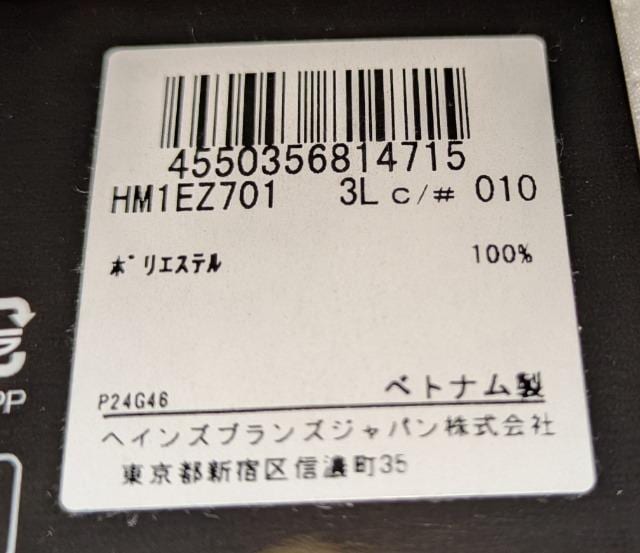 4550356814715
HM1EZ701 3L c/# 010
ポリエステル 100%
P24G46 ベトナム製
ヘインズブランズジャパン株式会社
東京都新宿区信濃町35
PP